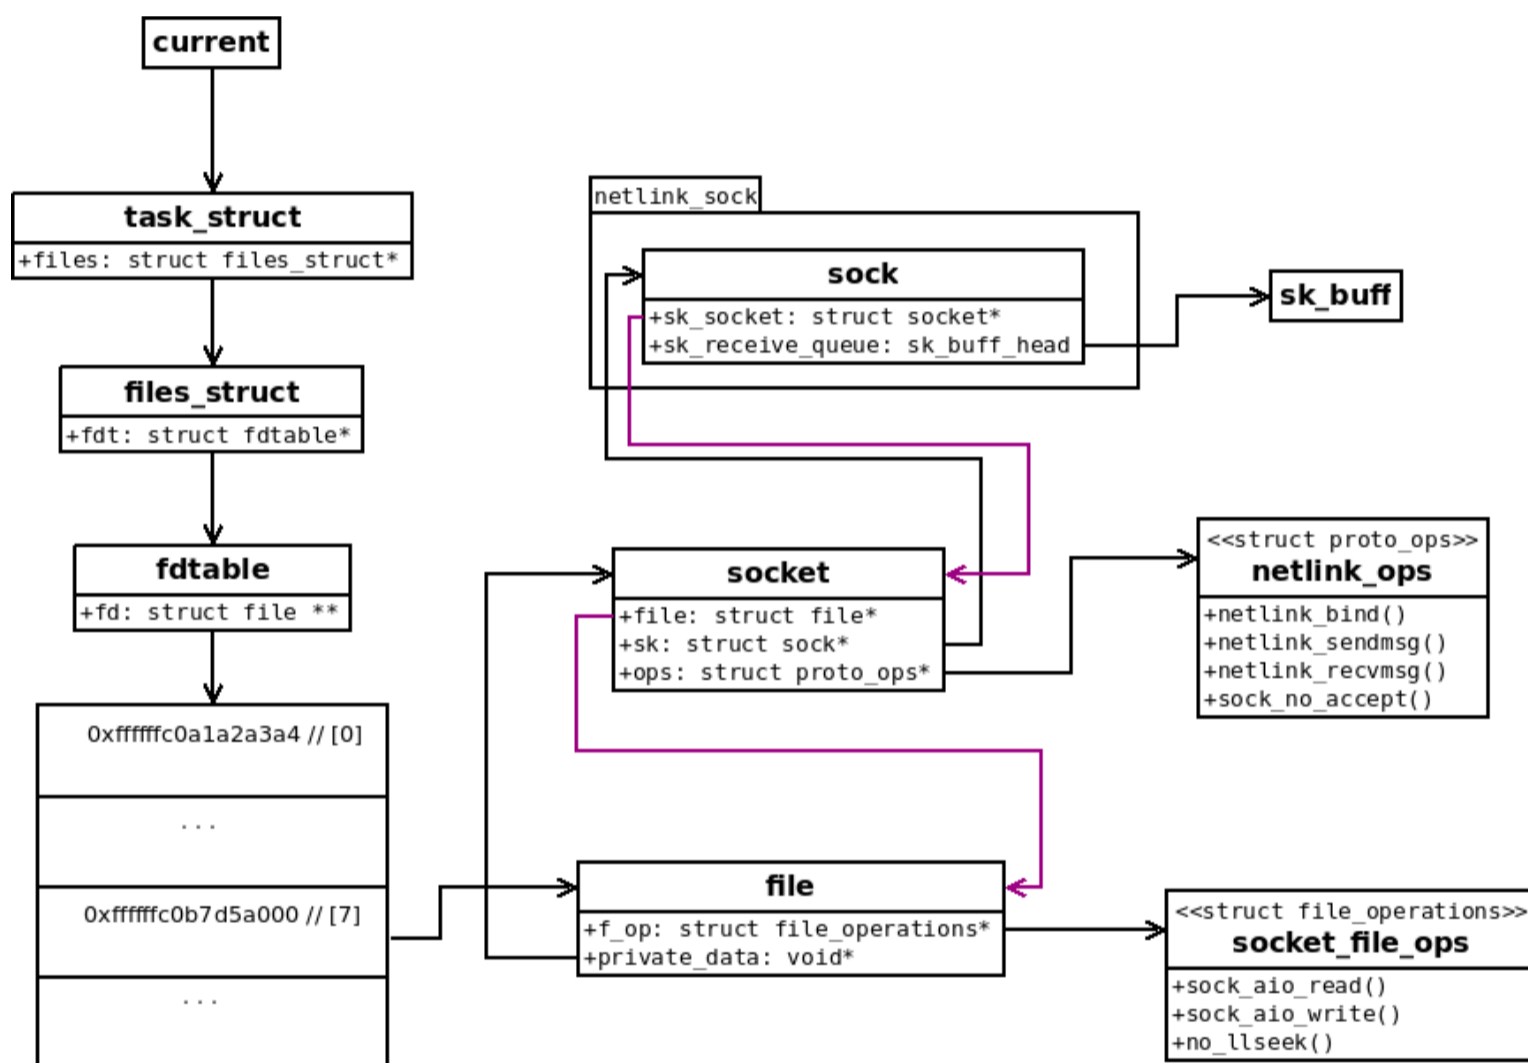 current
task_struct
+files: struct files_struct*
files_struct
+fdt: struct fdtable*
fdtable
+fd: struct file **
0xffffffc0a1a2a3a4 // [0]
...
0xffffffc0b7d5a000 // [7]
...
netlink_sock
sock
+sk_socket: struct socket*
+sk_receive_queue: sk_buff_head
sk_buff
socket
+file: struct file*
+sk: struct sock*
+ops: struct proto_ops*
<<struct proto_ops>>
netlink_ops
+netlink_bind()
+netlink_sendmsg()
+netlink_recvmsg()
+sock_no_accept()
file
+f_op: struct file_operations*
+private_data: void*
<<struct file_operations>>
socket_file_ops
+sock_aio_read()
+sock_aio_write()
+no_llseek()